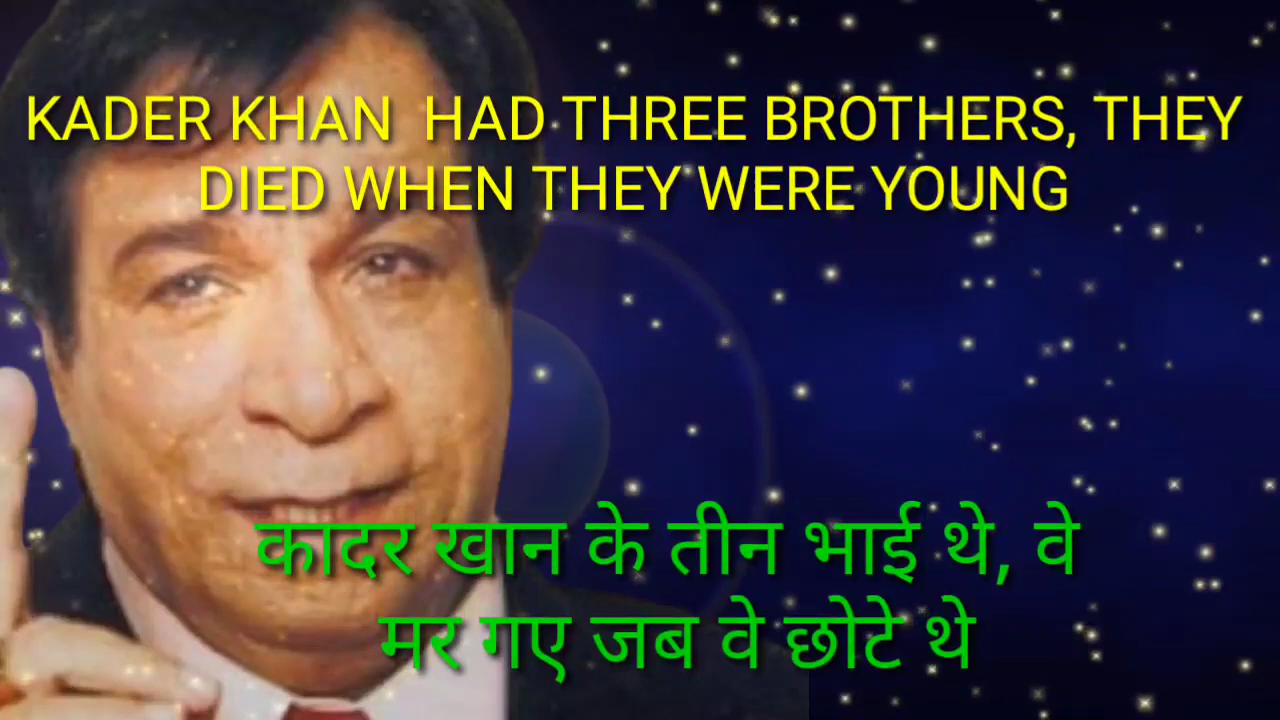 KADER KHAN  HAD THREE BROTHERS, THEY
DIED WHEN THEY WERE YOUNG
कादर खान के तीन भाई थे, वे
मर गए जब वे छोटे थे